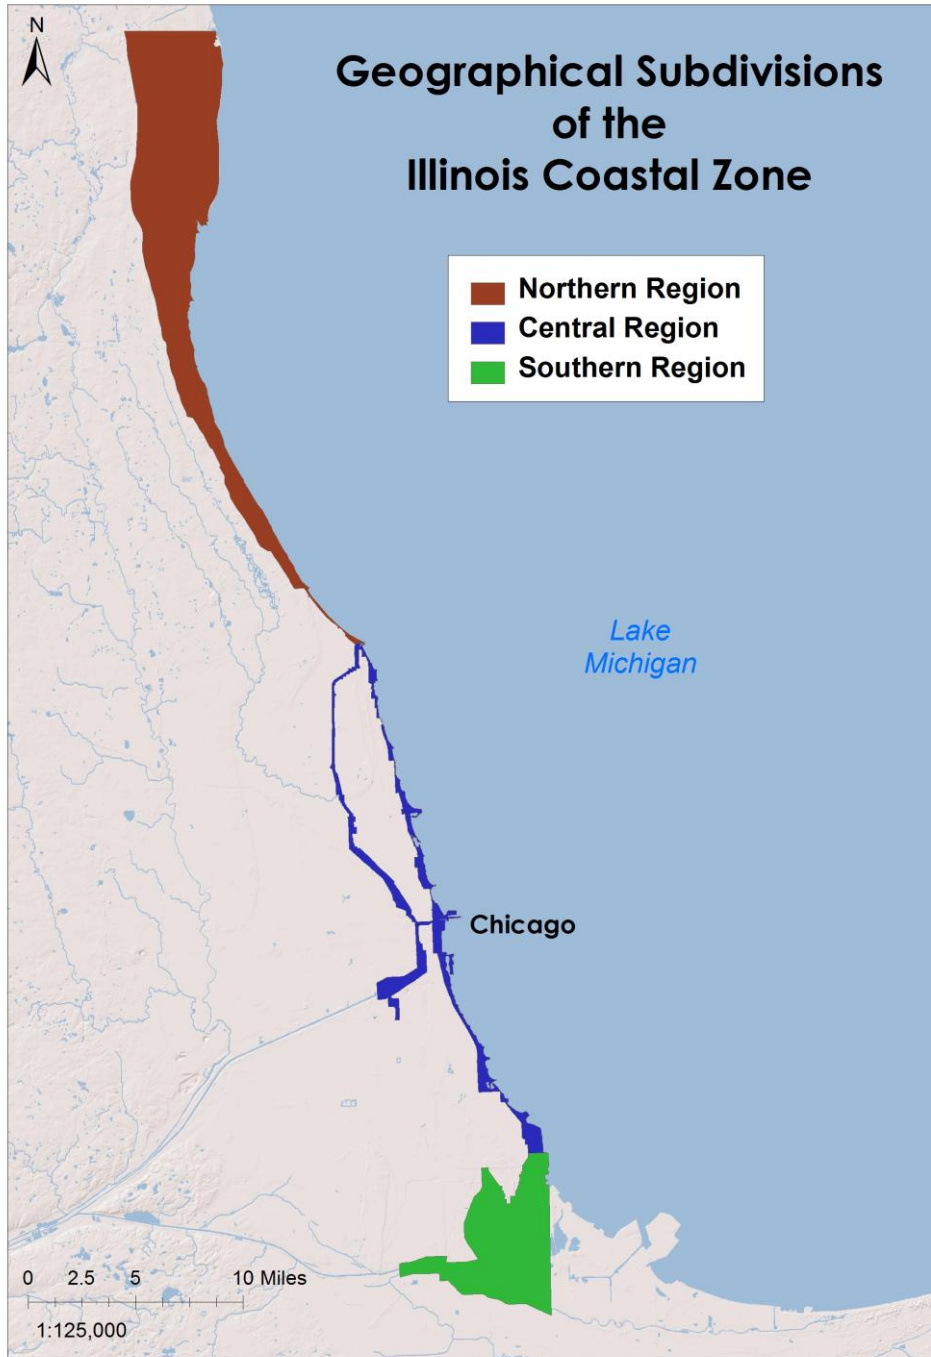 N
Geographical Subdivisions
of the
Illinois Coastal Zone
Northern Region
Central Region
Southern Region
Lake
Michigan
Chicago
0 2.5 5 10 Miles
1:125,000